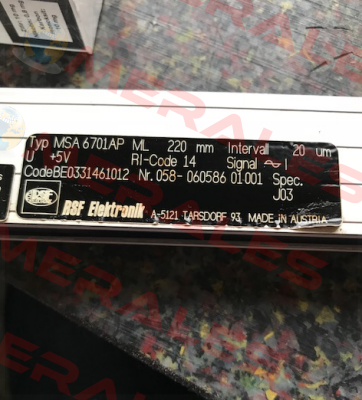 Typ MSA 6701AP ML 220 mm Intervall 20 um
U +5V RI-Code 14 Signal ~ I
CodeBE0331461012 Nr. 058- 060586 01 001 Spec.
J03
RSF Elektronik A-5121 TARSDORF 93, MADE IN AUSTRIA
MERALES